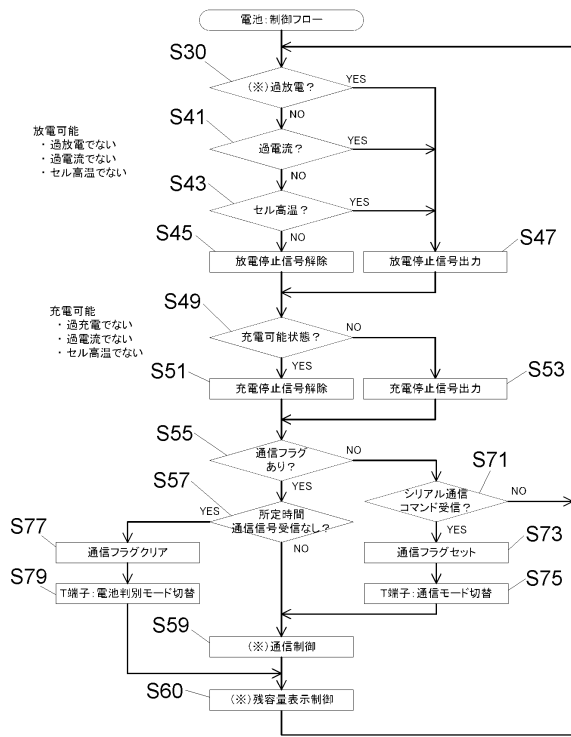 電池:制御フロー
S30
(※)過放電?
YES
NO
放電可能
・過放電でない
・過電流でない
・セル高温でない
S41
過電流?
YES
NO
S43
セル高温?
YES
NO
S45
放電停止信号解除
S47
放電停止信号出力
充電可能
・過充電でない
・過電流でない
・セル高温でない
S49
充電可能状態?
NO
YES
S51
充電停止信号解除
S53
充電停止信号出力
S55
通信フラグ
あり?
NO
YES
S71
シリアル通信
コマンド受信?
NO
YES
S57
所定時間
通信信号受信なし?
YES
NO
S77
通信フラグクリア
S73
通信フラグセット
S79
T端子:電池判別モード切替
S75
T端子:通信モード切替
S59
(※)通信制御
S60
(※)残容量表示制御